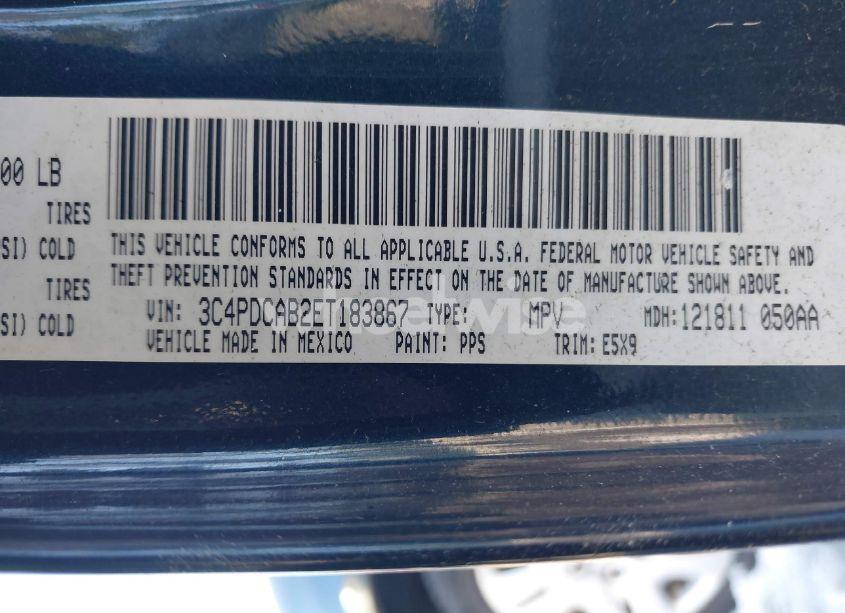 00 LB
TIRES
SI) COLD
TIRES
SI) COLD
THIS VEHICLE CONFORMS TO ALL APPLICABLE U.S.A. FEDERAL MOTOR VEHICLE SAFETY AND
THEFT PREVENTION STANDARDS IN EFFECT ON THE DATE OF MANUFACTURE SHOWN ABOVE.
VIN: 3C4PDCAB2ET183867 TYPE: MPV MDH:121811 050AA
VEHICLE MADE IN MEXICO PAINT: PPS TRIM: E5X9